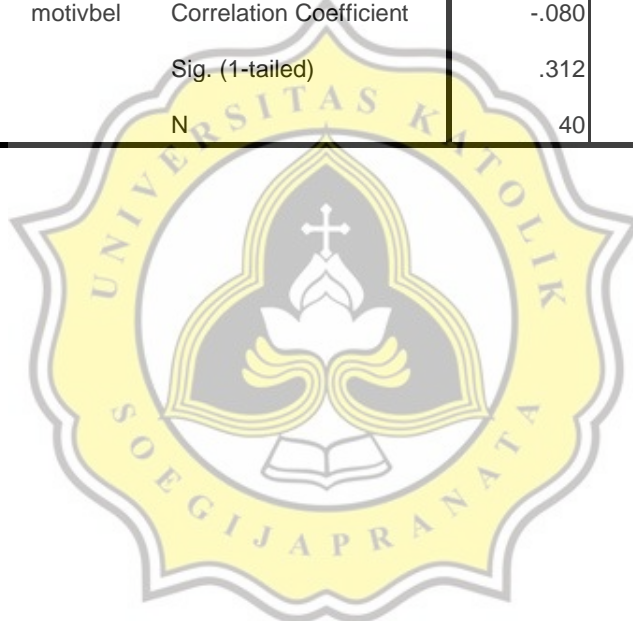 motivbel Correlation Coefficient -.080
Sig. (1-tailed) .312
N 40
UNIVERSITAS KATOLIK
SOEGIJAPRANATA